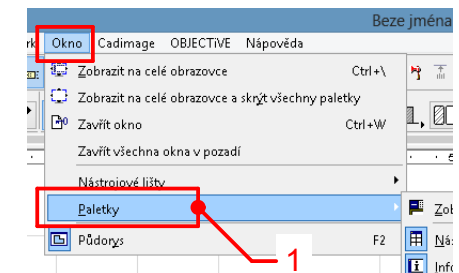 Beze jména
Okno Cadimage OBJECTiVE Nápověda
Zobrazit na celé obrazovce Ctrl+\
Zobrazit na celé obrazovce a skrýt všechny paletky
Zavřít okno Ctrl+W
Zavřít všechna okna v pozadí
Nástrojové lišty
Paletky
Půdorys F2
1